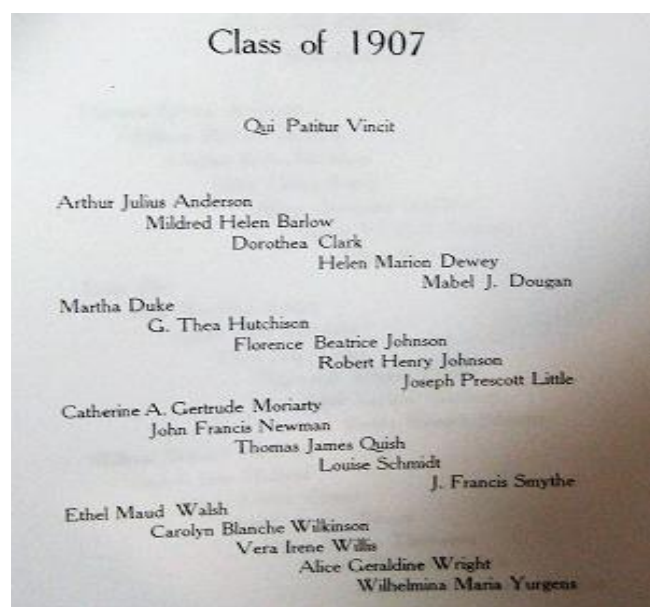 Class of 1907
Qui Patitur Vincit
Arthur Julius Anderson
Mildred Helen Barlow
Dorothea Clark
Helen Marion Dewey
Mabel J. Dougan
Martha Duke
G. Thea Hutchison
Florence Beatrice Johnson
Robert Henry Johnson
Joseph Prescott Little
Catherine A. Gertrude Moriarty
John Francis Newman
Thomas James Quish
Louise Schmidt
J. Francis Smythe
Ethel Maud Walsh
Carolyn Blanche Wilkinson
Vera Irene Willis
Alice Geraldine Wright
Wilhelmina Maria Yurgens